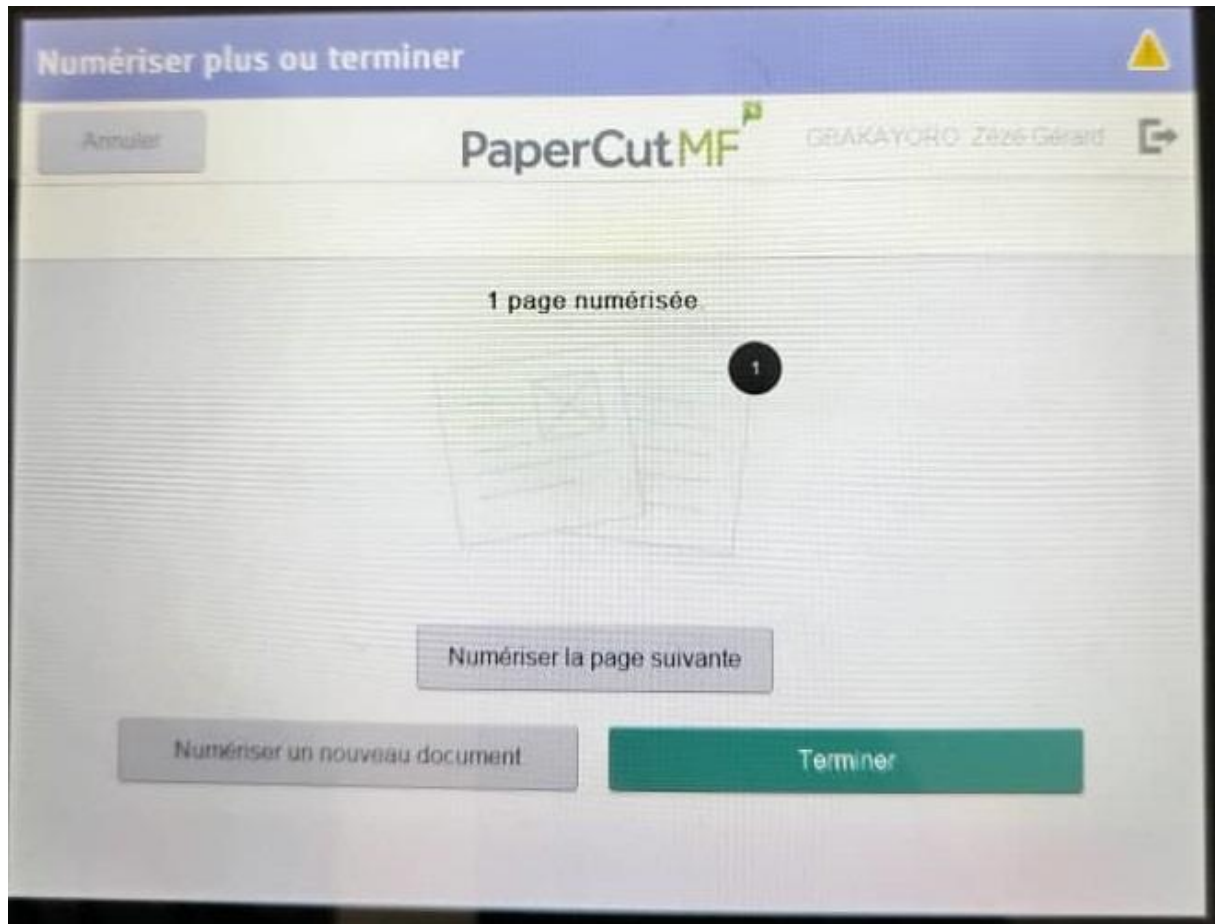 Numériser plus ou terminer
Annuler
PaperCut MF
GBAKAYORO Zézé Gérard
1 page numérisée.
1
Numériser la page suivante
Numériser un nouveau document
Terminer